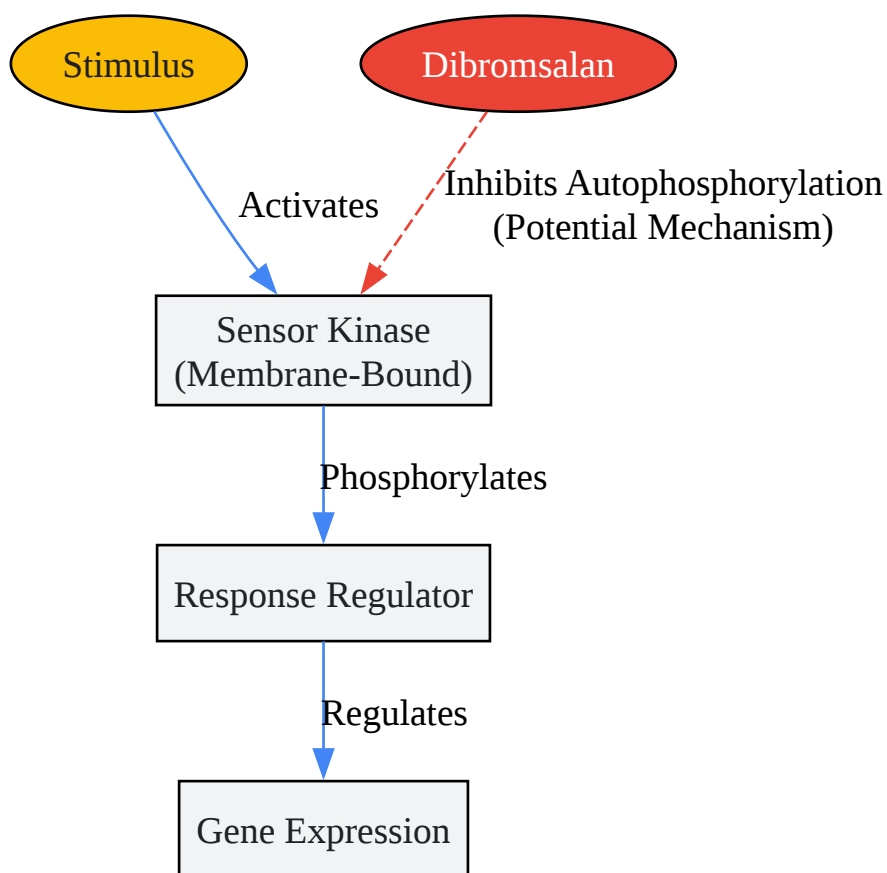 Stimulus
Dibromsalan
Activates
Inhibits Autophosphorylation
(Potential Mechanism)
Sensor Kinase
(Membrane-Bound)
Phosphorylates
Response Regulator
Regulates
Gene Expression